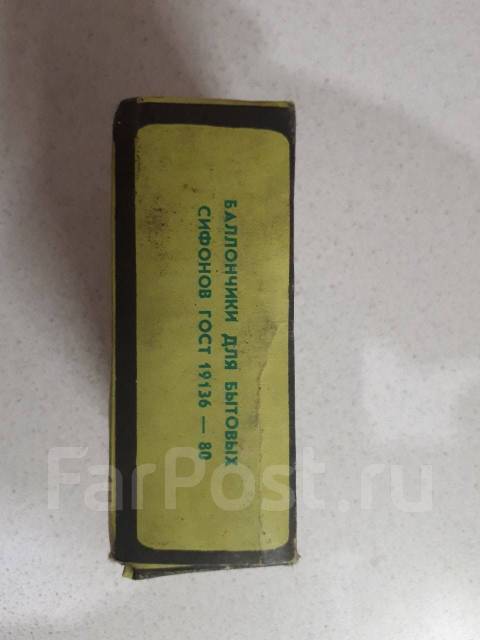 БАЛЛОНЧИКИ ДЛЯ БЫТОВЫХ
СИФОНОВ ГОСТ 19136 — 80
FarPost.ru